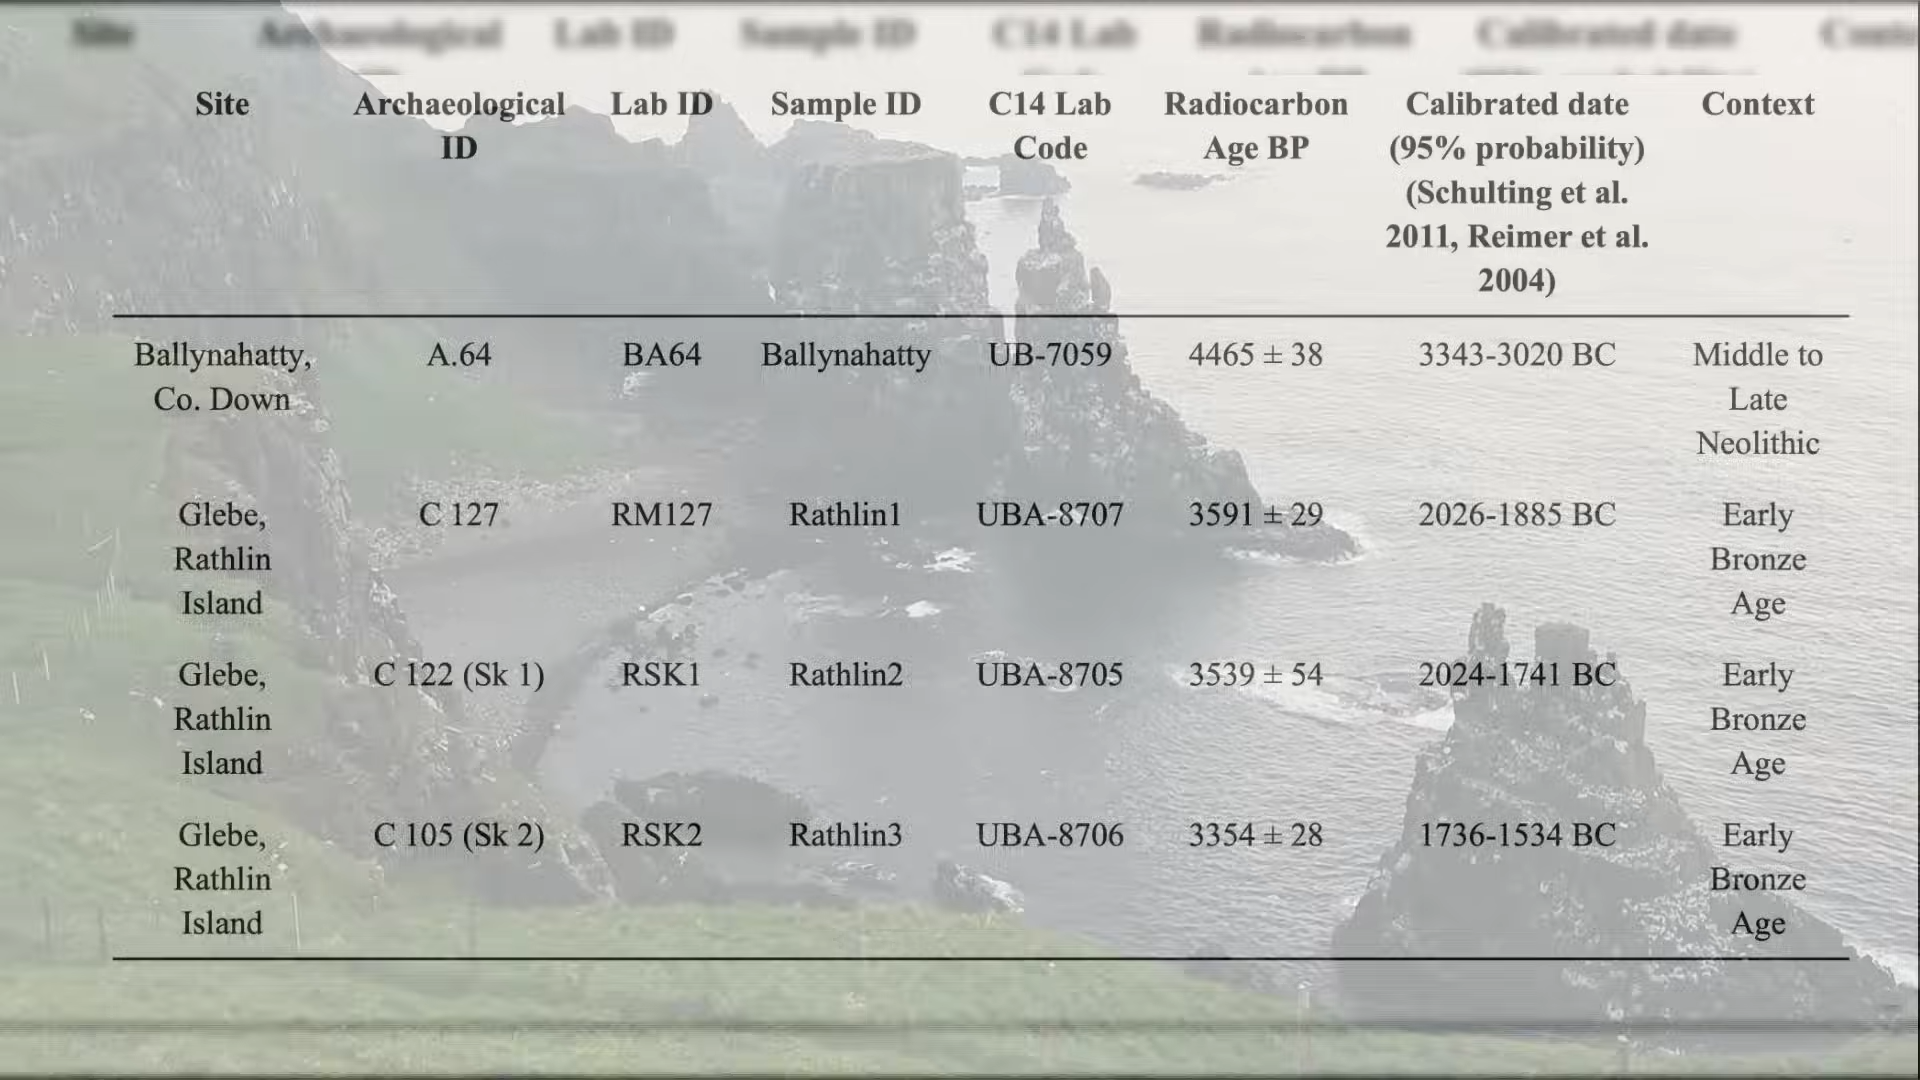 Site Archaeological ID Lab ID Sample ID C14 Lab Code Radiocarbon Age BP Calibrated date (95% probability) (Schulting et al. 2011, Reimer et al. 2004) Context
Ballynahatty, Co. Down A.64 BA64 Ballynahatty UB-7059 4465 ± 38 3343-3020 BC Middle to Late Neolithic
Glebe, Rathlin Island C 127 RM127 Rathlin1 UBA-8707 3591 ± 29 2026-1885 BC Early Bronze Age
Glebe, Rathlin Island C 122 (Sk 1) RSK1 Rathlin2 UBA-8705 3539 ± 54 2024-1741 BC Early Bronze Age
Glebe, Rathlin Island C 105 (Sk 2) RSK2 Rathlin3 UBA-8706 3354 ± 28 1736-1534 BC Early Bronze Age